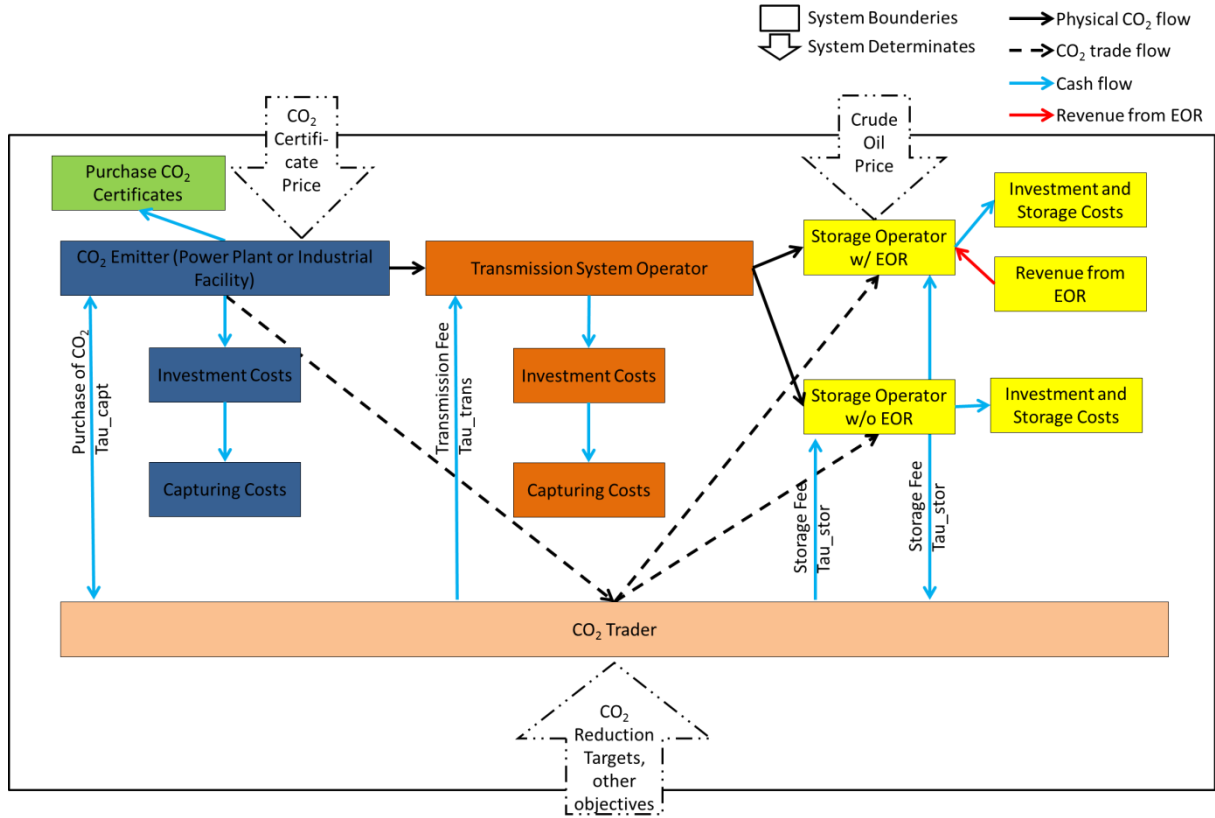 System Bounderies
System Determinates
Physical CO₂ flow
CO₂ trade flow
Cash flow
Revenue from EOR
CO₂
Certifi-
cate
Price
Crude
Oil
Price
Purchase CO₂
Certificates
CO₂ Emitter (Power Plant or Industrial
Facility)
Transmission System Operator
Storage Operator
w/ EOR
Investment and
Storage Costs
Revenue from
EOR
Purchase of CO₂
Tau_capt
Investment Costs
Capturing Costs
Transmission Fee
Tau_trans
Investment Costs
Capturing Costs
Storage Operator
w/o EOR
Investment and
Storage Costs
Storage Fee
Tau_stor
Storage Fee
Tau_stor
CO₂ Trader
CO₂
Reduction
Targets,
other
objectives